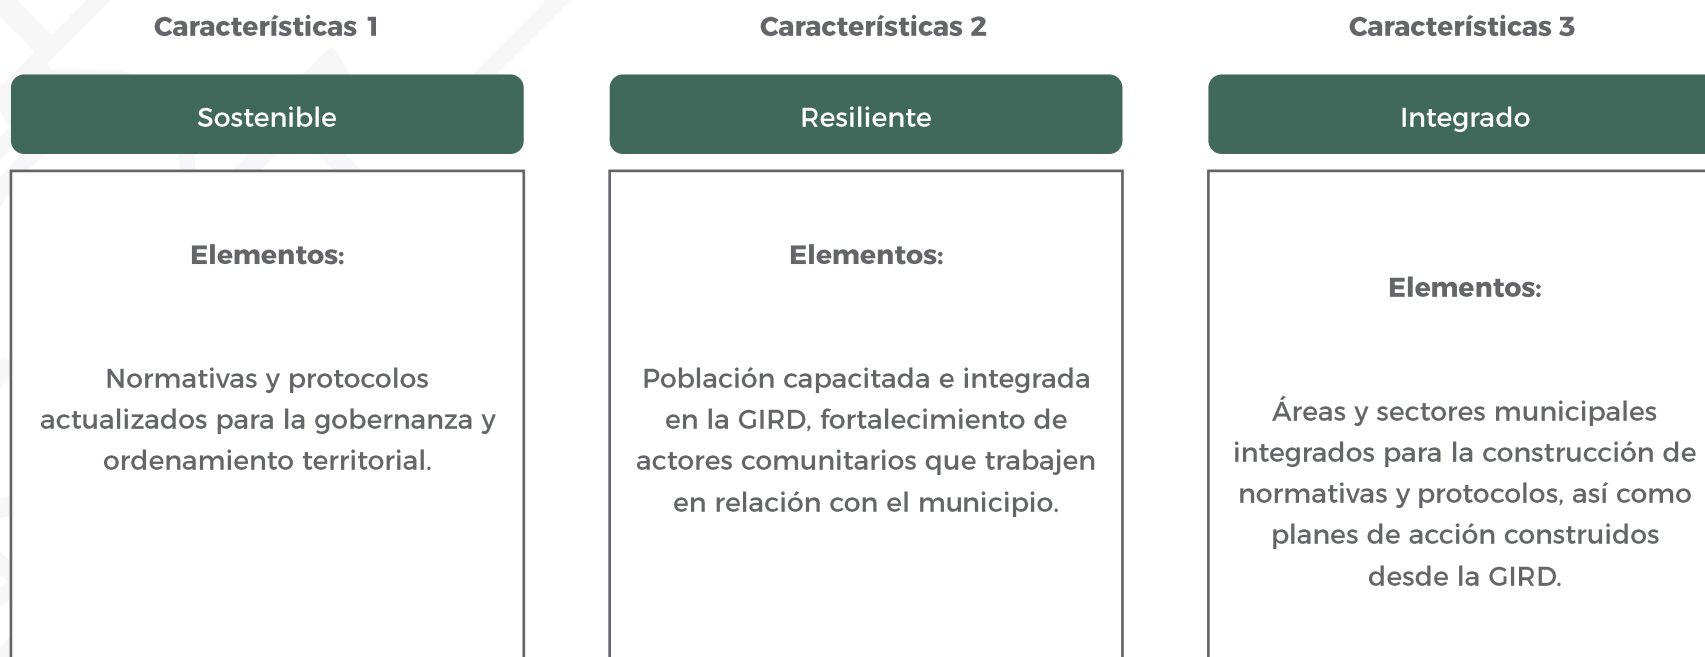 Características 1
Sostenible
Elementos:
Normativas y protocolos
actualizados para la gobernanza y
ordenamiento territorial.
Características 2
Resiliente
Elementos:
Población capacitada e integrada
en la GIRD, fortalecimiento de
actores comunitarios que trabajen
en relación con el municipio.
Características 3
Integrado
Elementos:
Áreas y sectores municipales
integrados para la construcción de
normativas y protocolos, así como
planes de acción construidos
desde la GIRD.